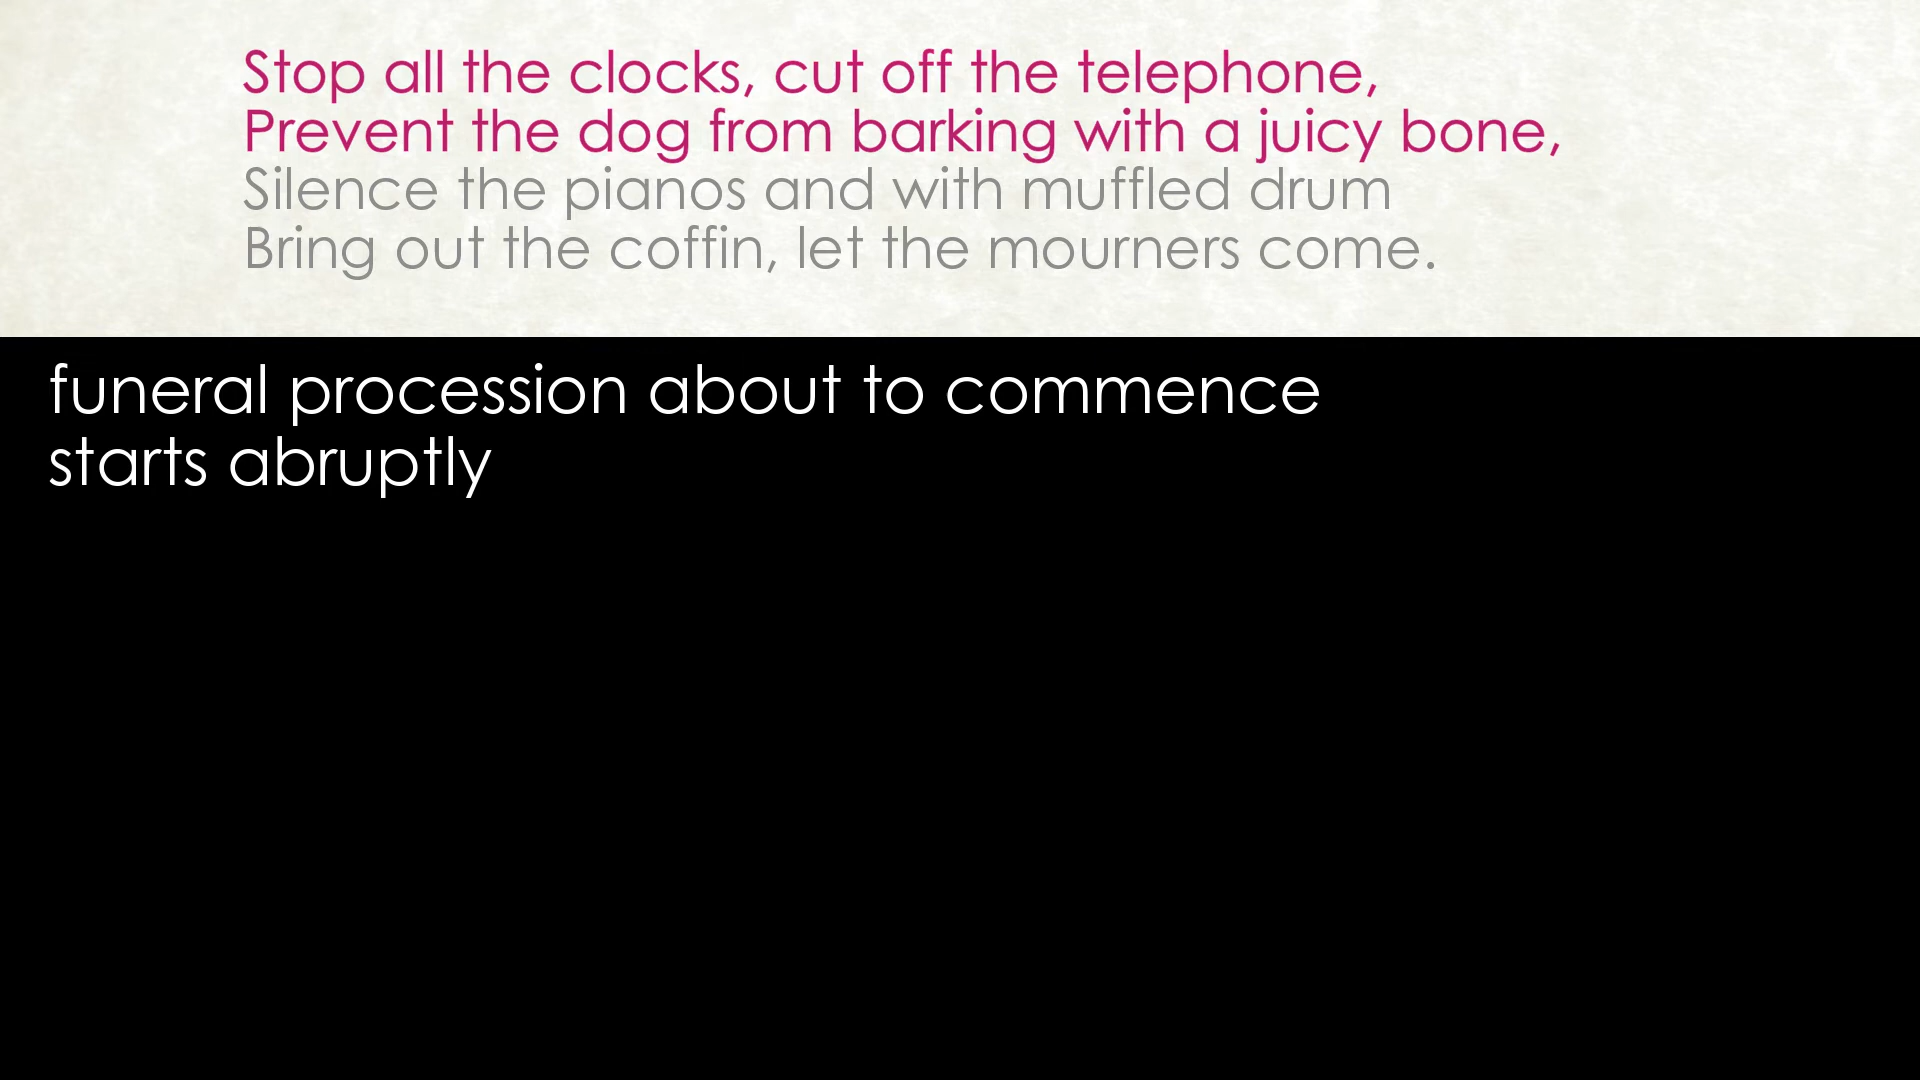 Stop all the clocks, cut off the telephone,
Prevent the dog from barking with a juicy bone,
Silence the pianos and with muffled drum
Bring out the coffin, let the mourners come.
funeral procession about to commence
starts abruptly